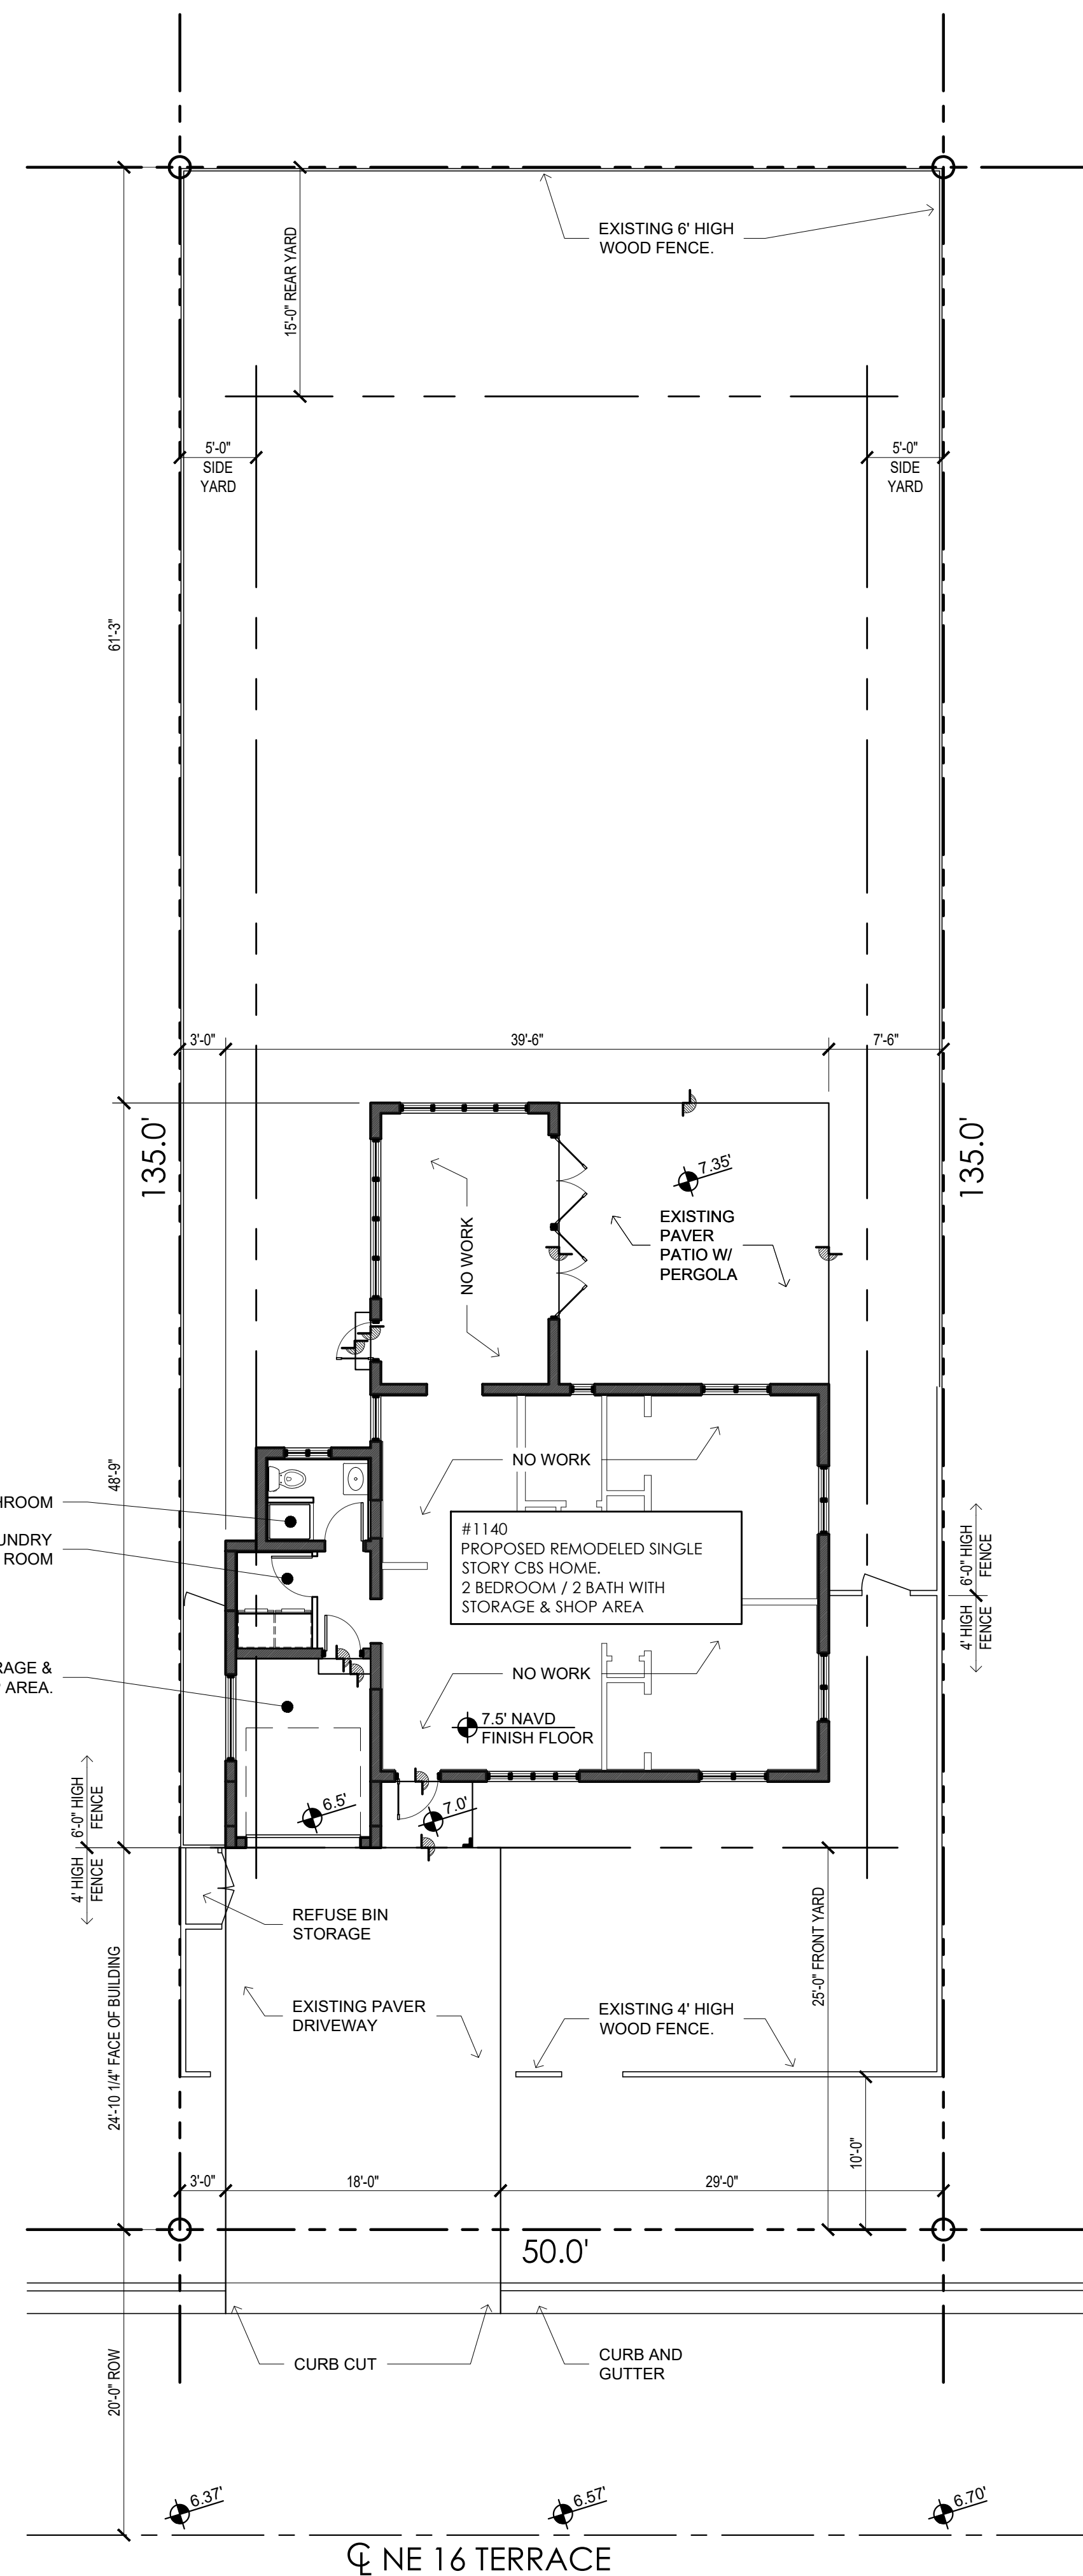 EXISTING 6' HIGH
WOOD FENCE.
15'-0" REAR YARD
5'-0"
SIDE
YARD
5'-0"
SIDE
YARD
61'-3"
3'-0"
39'-6"
7'-6"
135.0'
135.0'
7.35'
EXISTING
PAVER
PATIO W/
PERGOLA
NO WORK
48'-9"
NO WORK
HROOM
UNDRY
ROOM
#1140
PROPOSED REMODELED SINGLE
STORY CBS HOME.
2 BEDROOM / 2 BATH WITH
STORAGE & SHOP AREA
6'-0" HIGH
FENCE
4' HIGH
FENCE
RAGE &
AREA.
NO WORK
7.5' NAVD
FINISH FLOOR
6'-0" HIGH
FENCE
4' HIGH
FENCE
6.5'
7.0'
REFUSE BIN
STORAGE
25'-0" FRONT YARD
24'-10 1/4" FACE OF BUILDING
EXISTING PAVER
DRIVEWAY
EXISTING 4' HIGH
WOOD FENCE.
10'-0"
3'-0"
18'-0"
29'-0"
50.0'
CURB CUT
CURB AND
GUTTER
20'-0" ROW
6.37'
6.57'
6.70'
℄ NE 16 TERRACE